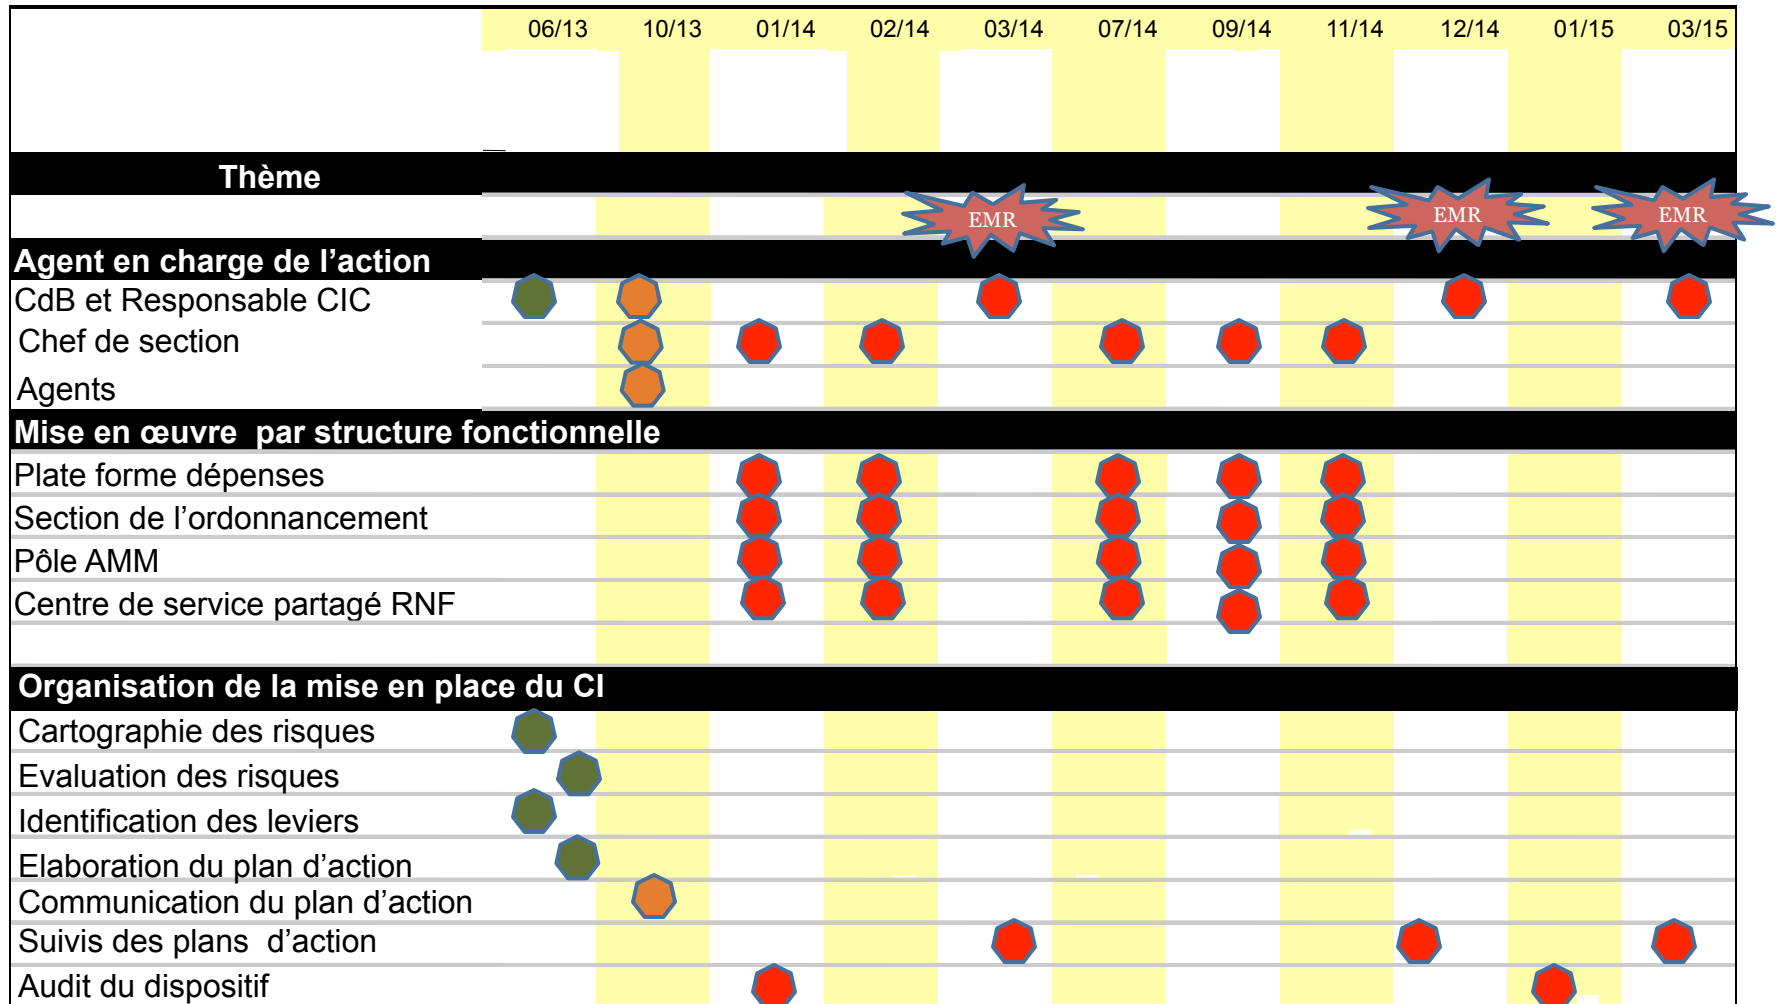 06/13 10/13 01/14 02/14 03/14 07/14 09/14 11/14 12/14 01/15 03/15
Thème
EMR EMR EMR
Agent en charge de l’action
CdB et Responsable CIC
Chef de section
Agents
Mise en œuvre par structure fonctionnelle
Plate forme dépenses
Section de l’ordonnancement
Pôle AMM
Centre de service partagé RNF
Organisation de la mise en place du CI
Cartographie des risques
Evaluation des risques
Identification des leviers
Elaboration du plan d’action
Communication du plan d’action
Suivis des plans d’action
Audit du dispositif